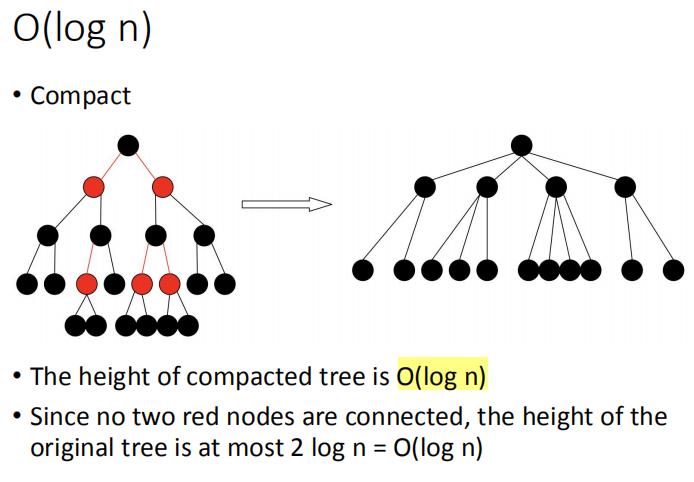 O(log n)
• Compact
• The height of compacted tree is O(log n)
• Since no two red nodes are connected, the height of the
original tree is at most 2 log n = O(log n)